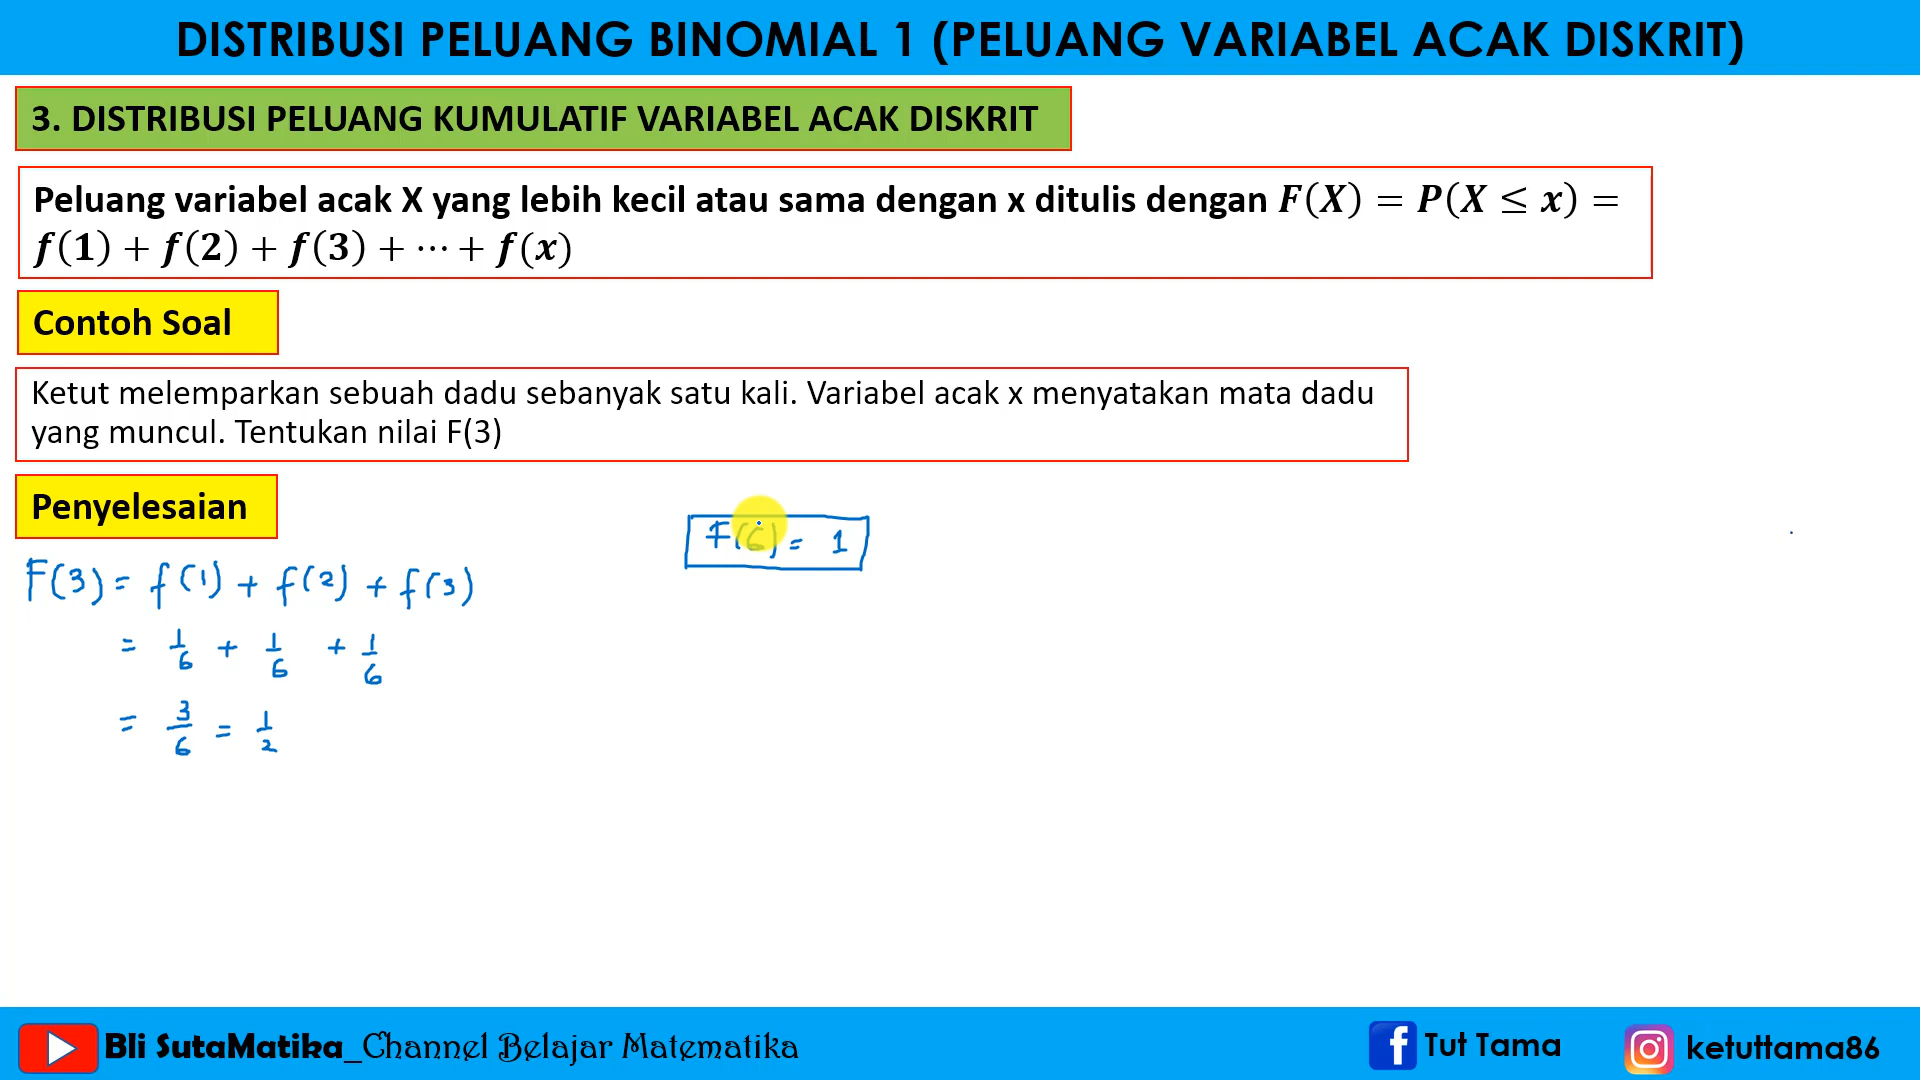 DISTRIBUSI PELUANG BINOMIAL 1 (PELUANG VARIABEL ACAK DISKRIT)
3. DISTRIBUSI PELUANG KUMULATIF VARIABEL ACAK DISKRIT
Peluang variabel acak X yang lebih kecil atau sama dengan x ditulis dengan F(X) = P(X ≤ x) =
f(1) + f(2) + f(3) + ⋯ + f(x)
Contoh Soal
Ketut melemparkan sebuah dadu sebanyak satu kali. Variabel acak x menyatakan mata dadu
yang muncul. Tentukan nilai F(3)
Penyelesaian
F(6) = 1
F(3) = f(1) + f(2) + f(3)
= 1/6 + 1/6 + 1/6
= 3/6 = 1/2
Bli SutaMatika_Channel Belajar Matematika
Tut Tama
ketuttama86